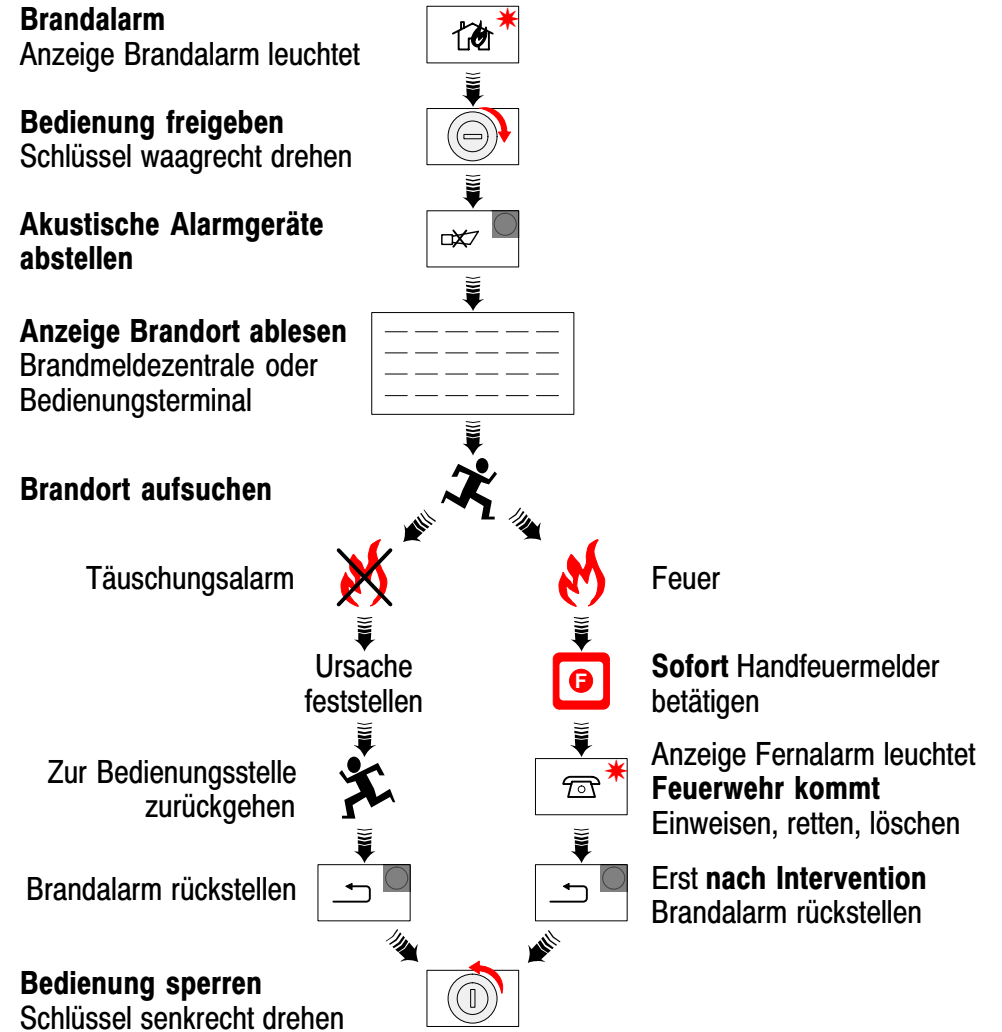 Brandalarm
Anzeige Brandalarm leuchtet
Bedienung freigeben
Schlüssel waagrecht drehen
Akustische Alarmgeräte
abstellen
Anzeige Brandort ablesen
Brandmeldezentrale oder
Bedienungsterminal
Brandort aufsuchen
Täuschungsalarm
Ursache
feststellen
Zur Bedienungsstelle
zurückgehen
Brandalarm rückstellen
Feuer
F
Sofort Handfeuermelder
betätigen
Anzeige Fernalarm leuchtet
Feuerwehr kommt
Einweisen, retten, löschen
Erst nach Intervention
Brandalarm rückstellen
Bedienung sperren
Schlüssel senkrecht drehen